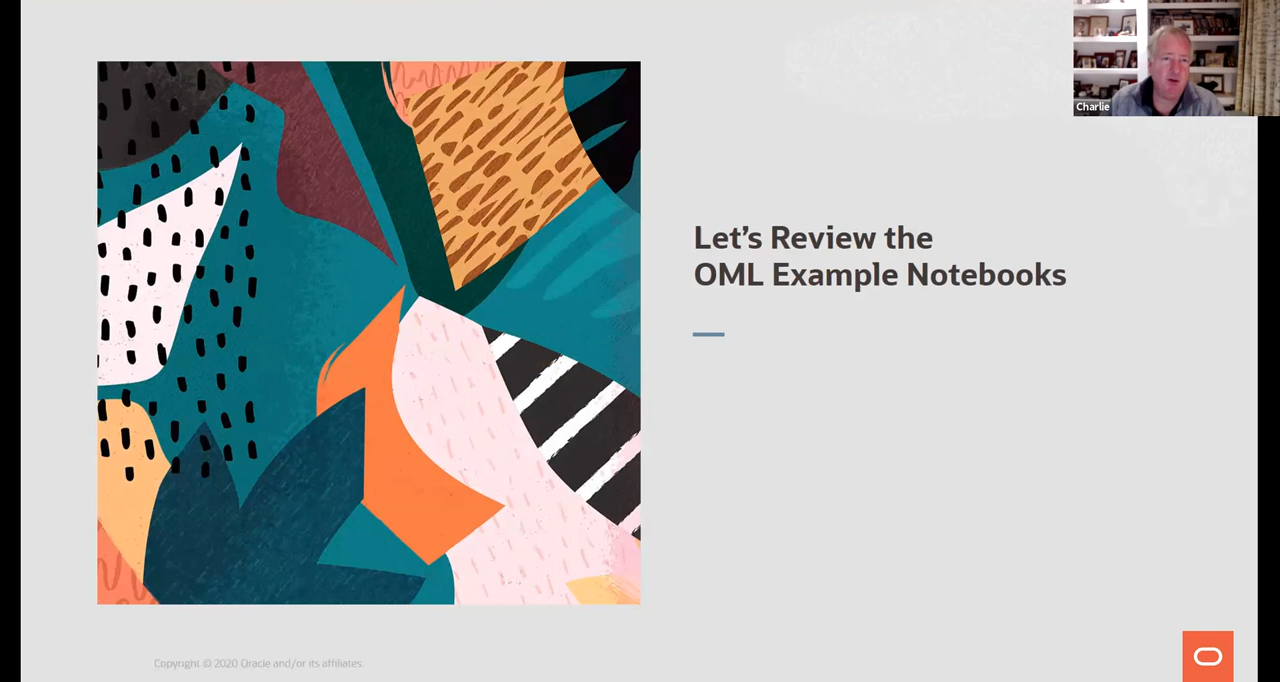 Charlie
Let's Review the
OML Example Notebooks
Copyright © 2020 Oracle and/or its affiliates.